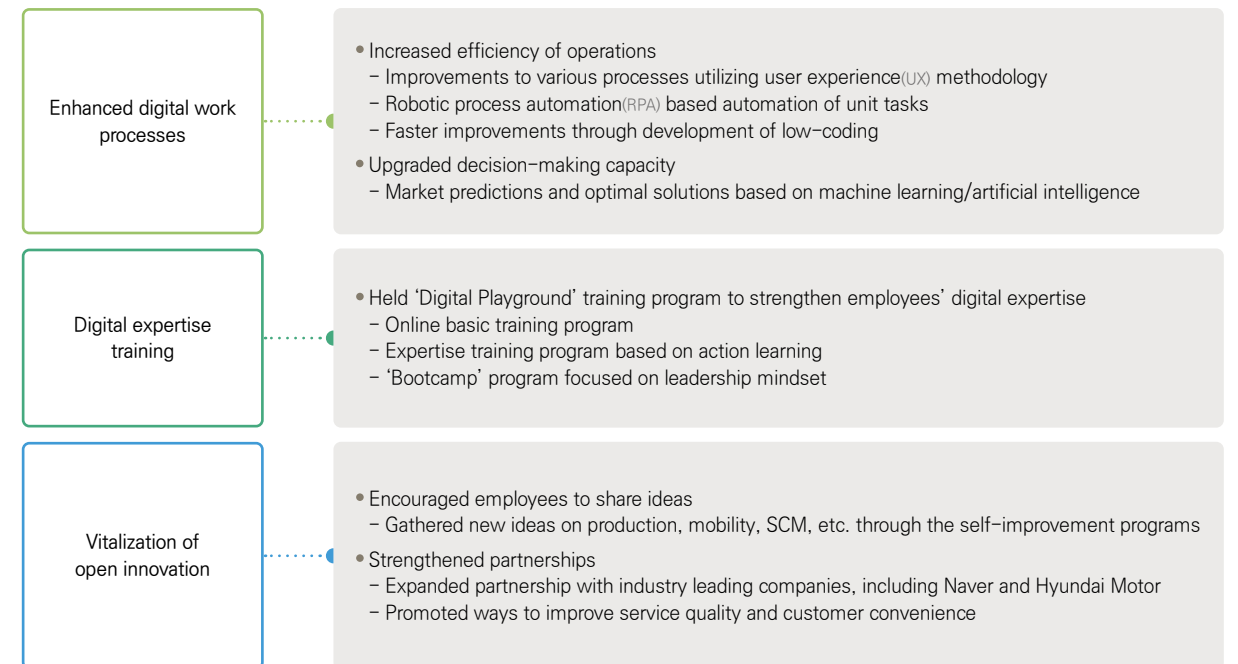 Enhanced digital work
processes
• Increased efficiency of operations
- Improvements to various processes utilizing user experience(UX) methodology
- Robotic process automation(RPA) based automation of unit tasks
- Faster improvements through development of low-coding
• Upgraded decision-making capacity
- Market predictions and optimal solutions based on machine learning/artificial intelligence
Digital expertise
training
• Held ‘Digital Playground’ training program to strengthen employees’ digital expertise
- Online basic training program
- Expertise training program based on action learning
- ‘Bootcamp’ program focused on leadership mindset
Vitalization of
open innovation
• Encouraged employees to share ideas
- Gathered new ideas on production, mobility, SCM, etc. through the self-improvement programs
• Strengthened partnerships
- Expanded partnership with industry leading companies, including Naver and Hyundai Motor
- Promoted ways to improve service quality and customer convenience